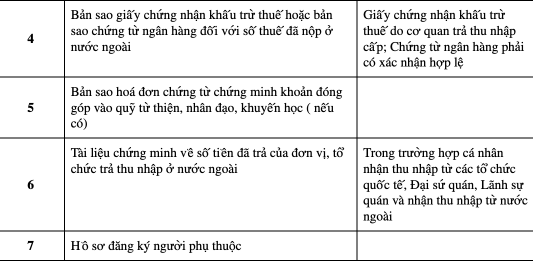 4
Bản sao giấy chứng nhận khấu trừ thuế hoặc bản
sao chứng từ ngân hàng đối với số thuế đã nộp ở
nước ngoài
Giấy chứng nhận khấu trừ
thuế do cơ quan trả thu nhập
cấp; Chứng từ ngân hàng phải
có xác nhận hợp lệ
5
Bản sao hoá đơn chứng từ chứng minh khoản đóng
góp vào quỹ từ thiện, nhân đạo, khuyến học ( nếu
có)
6
Tài liệu chứng minh về số tiền đã trả của đơn vị, tổ
chức trả thu nhập ở nước ngoài
Trong trường hợp cá nhân
nhận thu nhập từ các tổ chức
quốc tế, Đại sứ quán, Lãnh sự
quán và nhận thu nhập từ nước
ngoài
7
Hồ sơ đăng ký người phụ thuộc